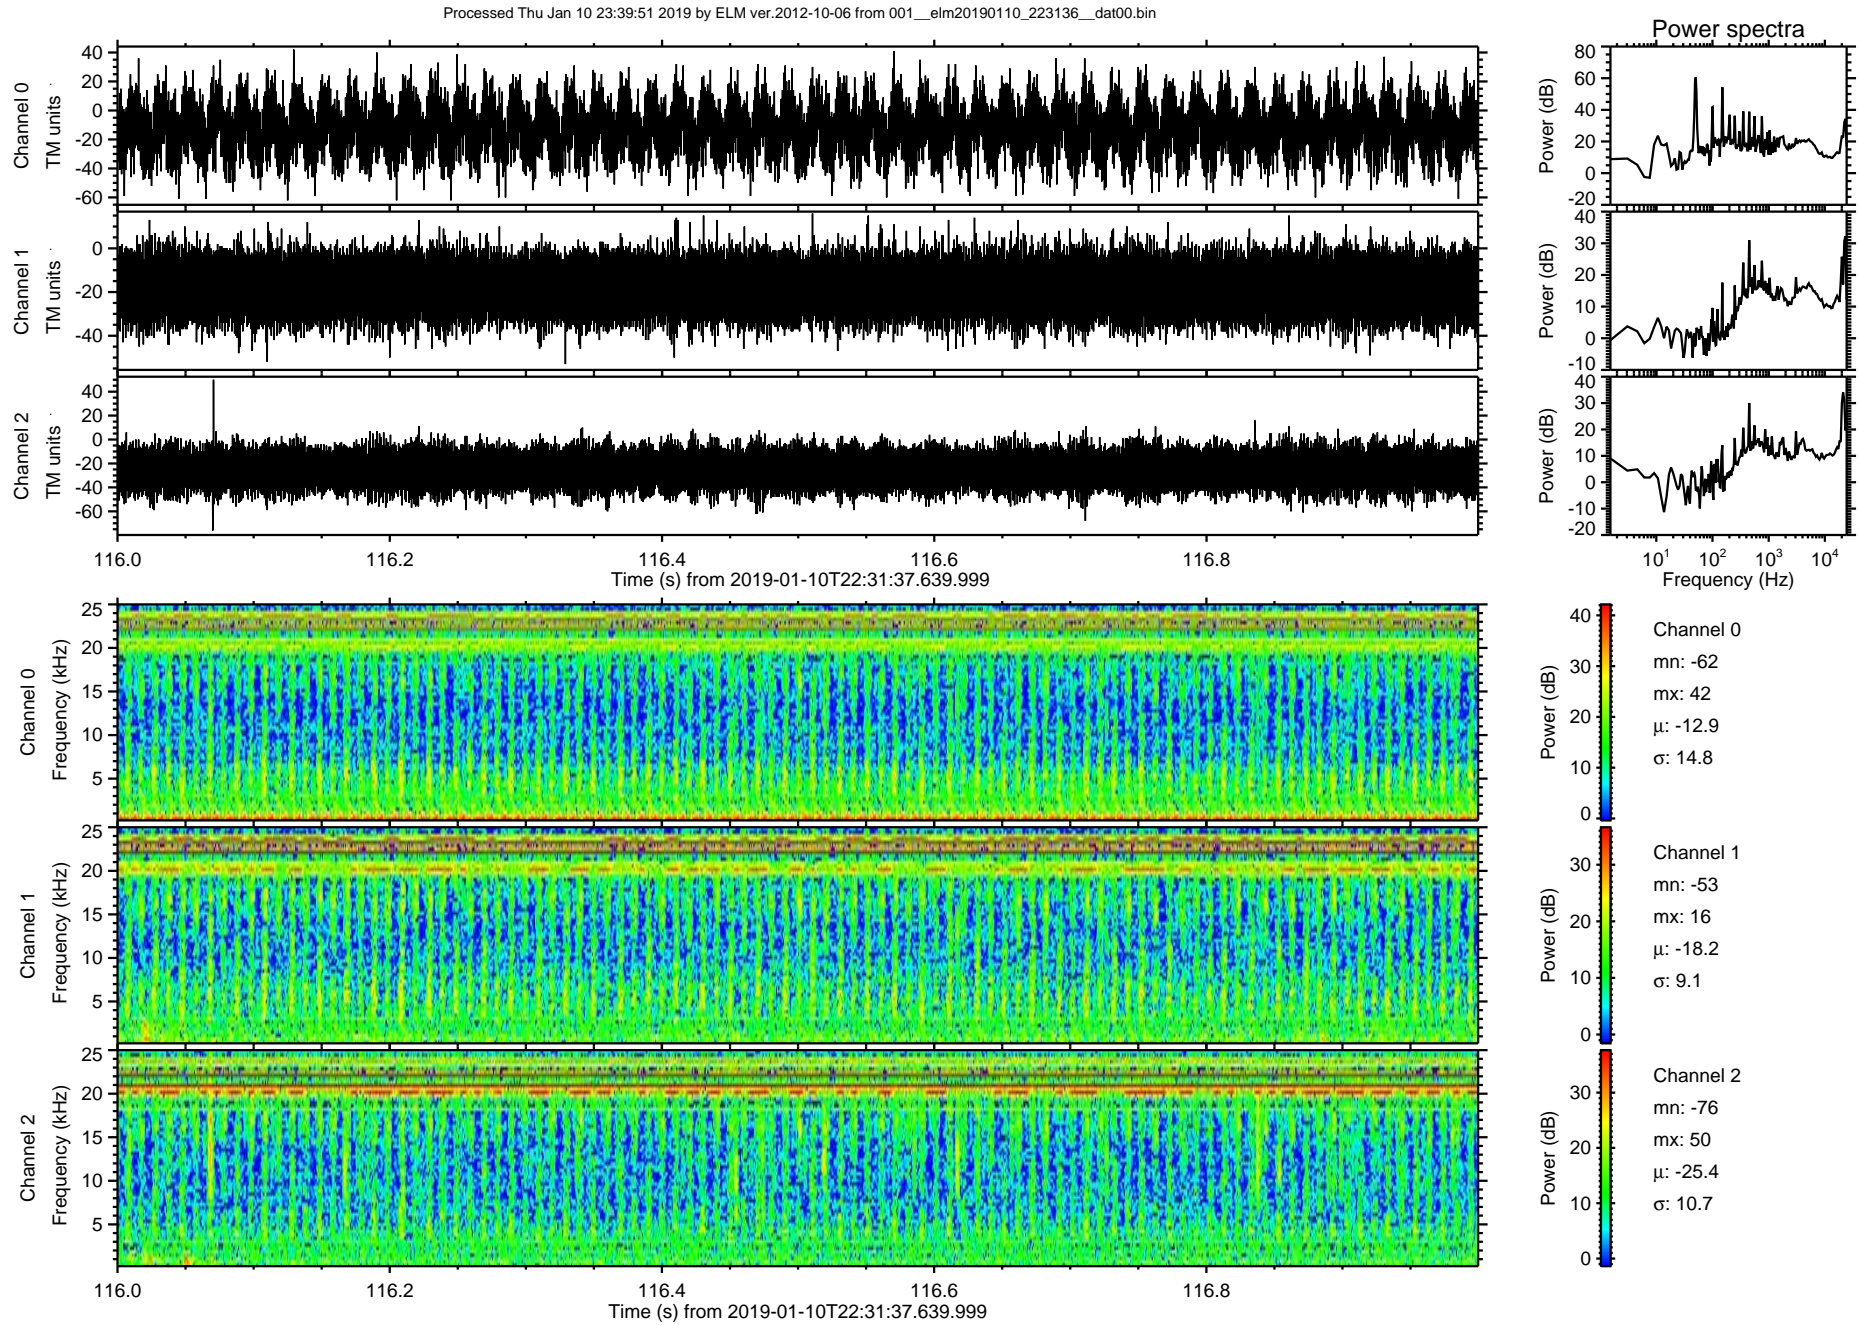 Processed Thu Jan 10 23:39:51 2019 by ELM ver.2012-10-06 from 001__elm20190110_223136__dat00.bin
Power spectra
Channel 0
TM units
40
20
0
-20
-40
-60
Power (dB)
80
60
40
20
0
-20
Channel 1
TM units
0
-20
-40
Power (dB)
40
30
20
10
0
-10
Channel 2
TM units
40
20
0
-20
-40
-60
Power (dB)
40
30
20
10
0
-10
-20
116.0 116.2 116.4 116.6 116.8
Time (s) from 2019-01-10T22:31:37.639.999
10¹ 10² 10³ 10⁴
Frequency (Hz)
Channel 0
Frequency (kHz)
25
20
15
10
5
Power (dB)
40
30
20
10
0
Channel 0
mn: -62
mx: 42
μ: -12.9
σ: 14.8
Channel 1
Frequency (kHz)
25
20
15
10
5
Power (dB)
30
20
10
0
Channel 1
mn: -53
mx: 16
μ: -18.2
σ: 9.1
Channel 2
Frequency (kHz)
25
20
15
10
5
Power (dB)
30
20
10
0
Channel 2
mn: -76
mx: 50
μ: -25.4
σ: 10.7
116.0 116.2 116.4 116.6 116.8
Time (s) from 2019-01-10T22:31:37.639.999